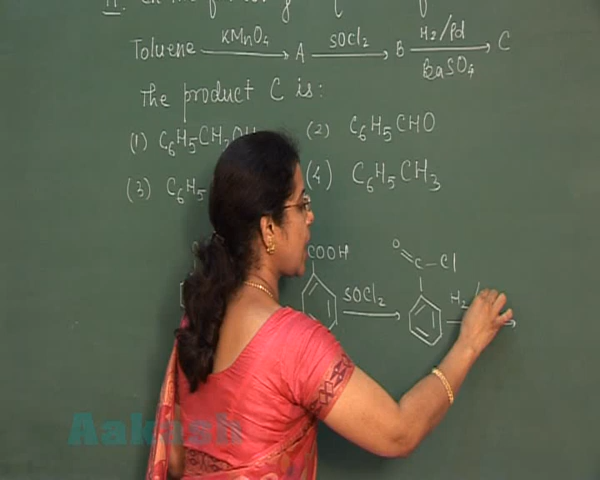 Toluene KMnO4 A SOCl2 B H2/Pd BaSO4 C
The product C is:
(1) C6H5CH2OH (2) C6H5CHO
(3) C6H5 (4) C6H5CH3
COOH SOCl2 O C-Cl H2/
Aakash